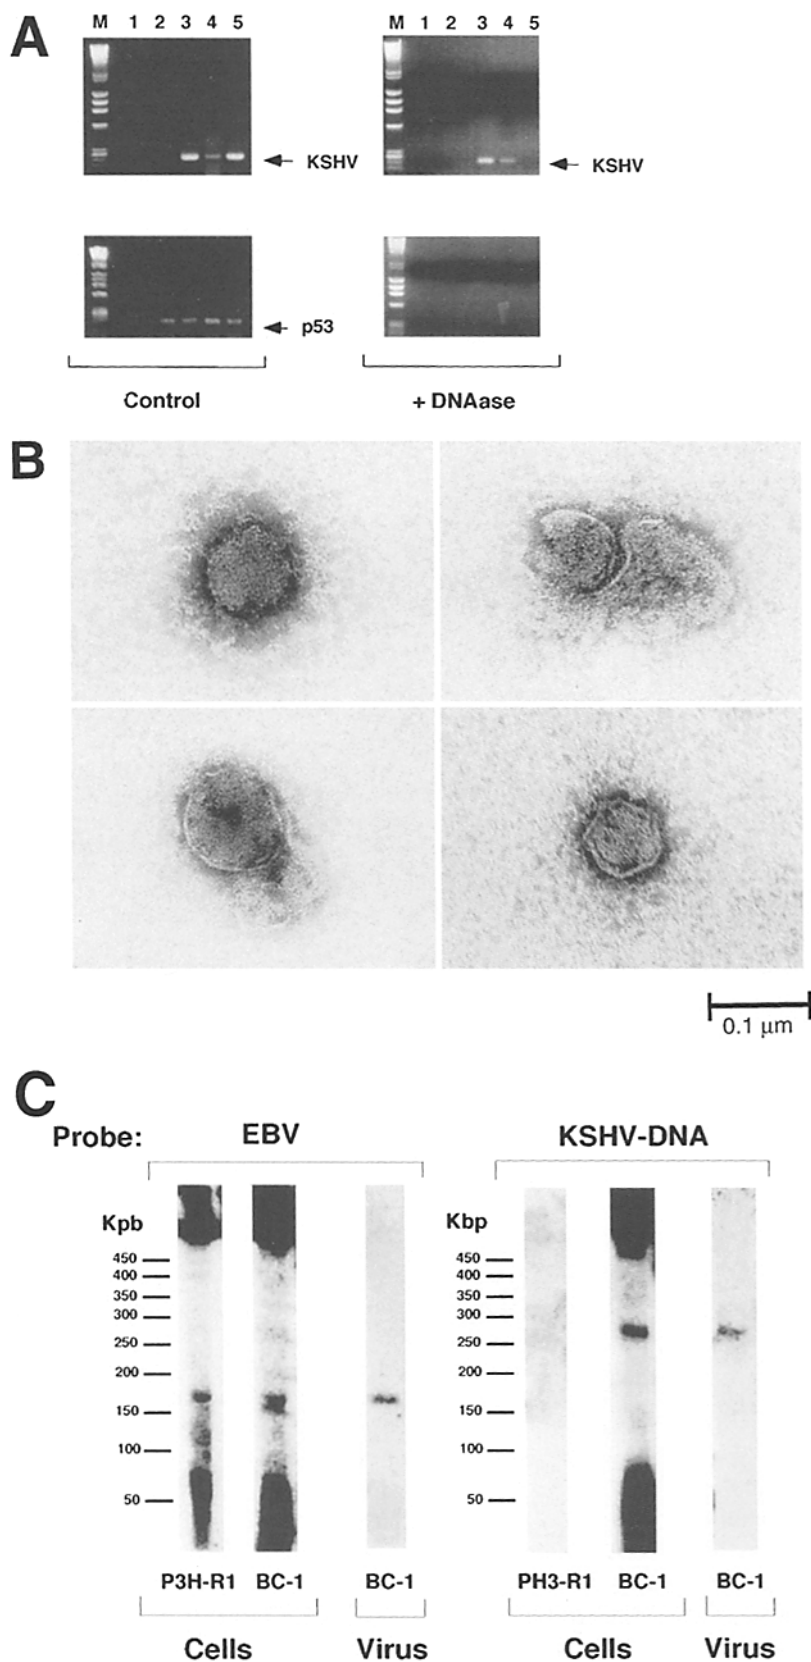 A
M 1 2 3 4 5
M 1 2 3 4 5
KSHV
KSHV
p53
Control
+ DNAase
B
0.1 µm
C
Probe:
EBV
KSHV-DNA
Kpb
450
400
350
300
250
200
150
100
50
Kbp
450
400
350
300
250
200
150
100
50
P3H-R1
BC-1
BC-1
PH3-R1
BC-1
BC-1
Cells
Virus
Cells
Virus